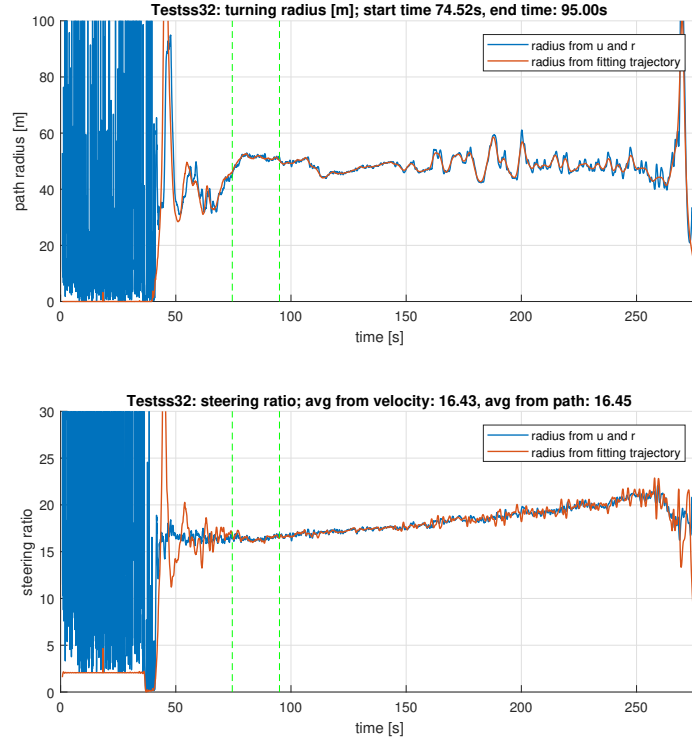 Testss32: turning radius [m]; start time 74.52s, end time: 95.00s
100
80
60
40
20
0
path radius [m]
radius from u and r
radius from fitting trajectory
0
50
100
150
200
250
time [s]
Testss32: steering ratio; avg from velocity: 16.43, avg from path: 16.45
30
25
20
15
10
5
0
steering ratio
radius from u and r
radius from fitting trajectory
0
50
100
150
200
250
time [s]